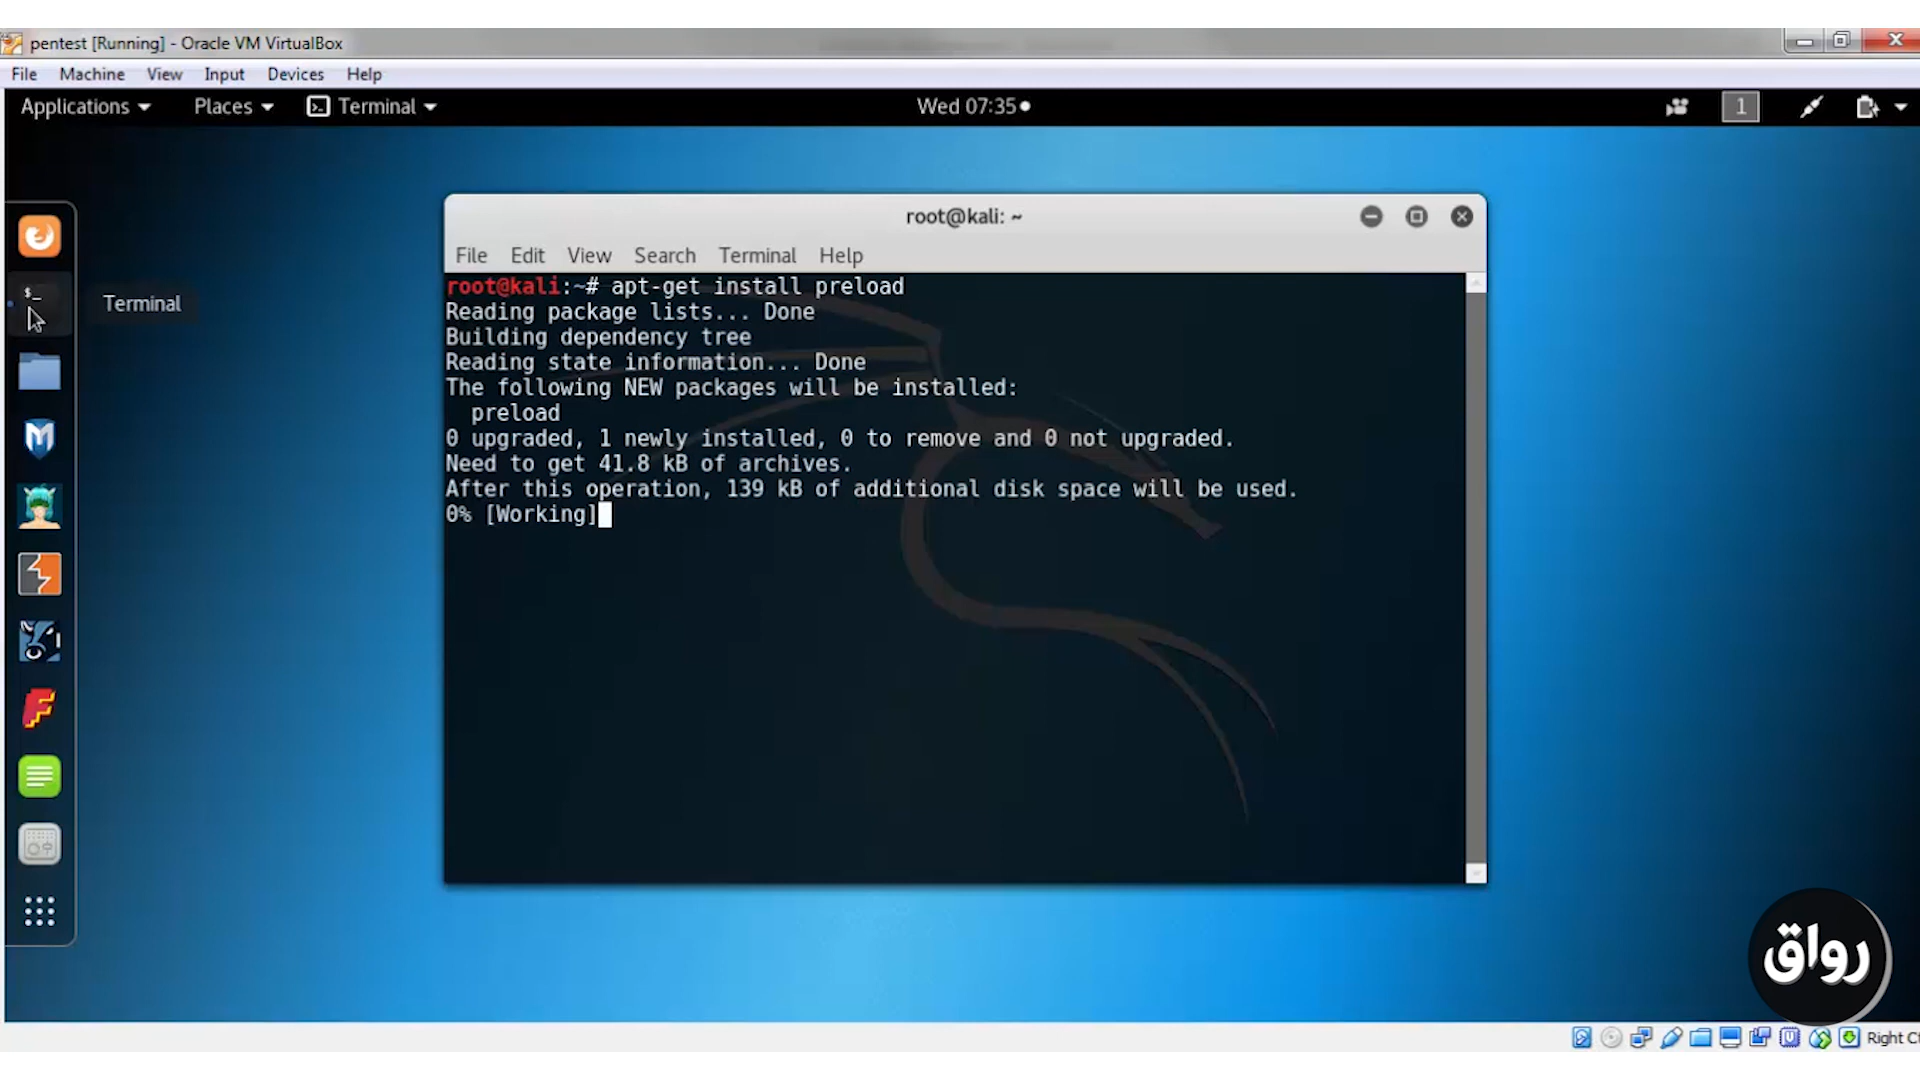 pentest [Running] - Oracle VM VirtualBox
File Machine View Input Devices Help
Applications Places Terminal Wed 07:35 1
root@kali: ~
File Edit View Search Terminal Help
Terminal
root@kali:~# apt-get install preload
Reading package lists... Done
Building dependency tree
Reading state information... Done
The following NEW packages will be installed:
preload
0 upgraded, 1 newly installed, 0 to remove and 0 not upgraded.
Need to get 41.8 kB of archives.
After this operation, 139 kB of additional disk space will be used.
0% [Working]
رواق
Right Ct